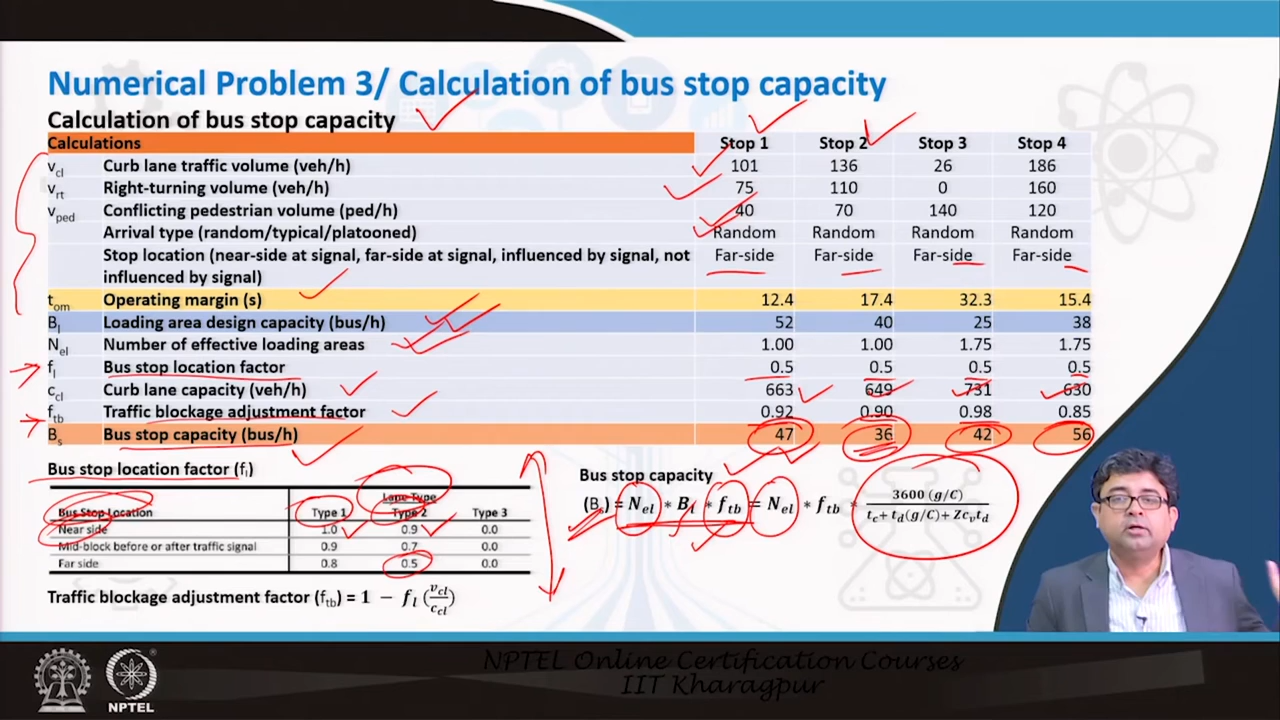 Numerical Problem 3/ Calculation of bus stop capacity
Calculation of bus stop capacity
Calculations Stop 1 Stop 2 Stop 3 Stop 4
v_cl Curb lane traffic volume (veh/h) 101 136 26 186
v_rt Right-turning volume (veh/h) 75 110 0 160
v_ped Conflicting pedestrian volume (ped/h) 40 70 140 120
Arrival type (random/typical/platooned) Random Random Random Random
Stop location (near-side at signal, far-side at signal, influenced by signal, not Far-side Far-side Far-side Far-side
influenced by signal)
t_om Operating margin (s) 12.4 17.4 32.3 15.4
B_l Loading area design capacity (bus/h) 52 40 25 38
N_el Number of effective loading areas 1.00 1.00 1.75 1.75
f_l Bus stop location factor 0.5 0.5 0.5 0.5
c_cl Curb lane capacity (veh/h) 663 649 731 630
f_tb Traffic blockage adjustment factor 0.92 0.90 0.98 0.85
B_s Bus stop capacity (bus/h) 47 36 42 56
Bus stop location factor (f_l)
Lane Type
Bus Stop Location Type 1 Type 2 Type 3
Near side 1.0 0.9 0.0
Mid-block before or after traffic signal 0.9 0.7 0.0
Far side 0.8 0.5 0.0
Traffic blockage adjustment factor (f_tb) = 1 − f_l (v_cl/c_cl)
Bus stop capacity
(B_s) = N_el * B_l * f_tb = N_el * f_tb * 3600 (g/C) / t_c + t_d(g/C) + Zc_v t_d
NPTEL Online Certification Courses
IIT Kharagpur
NPTEL